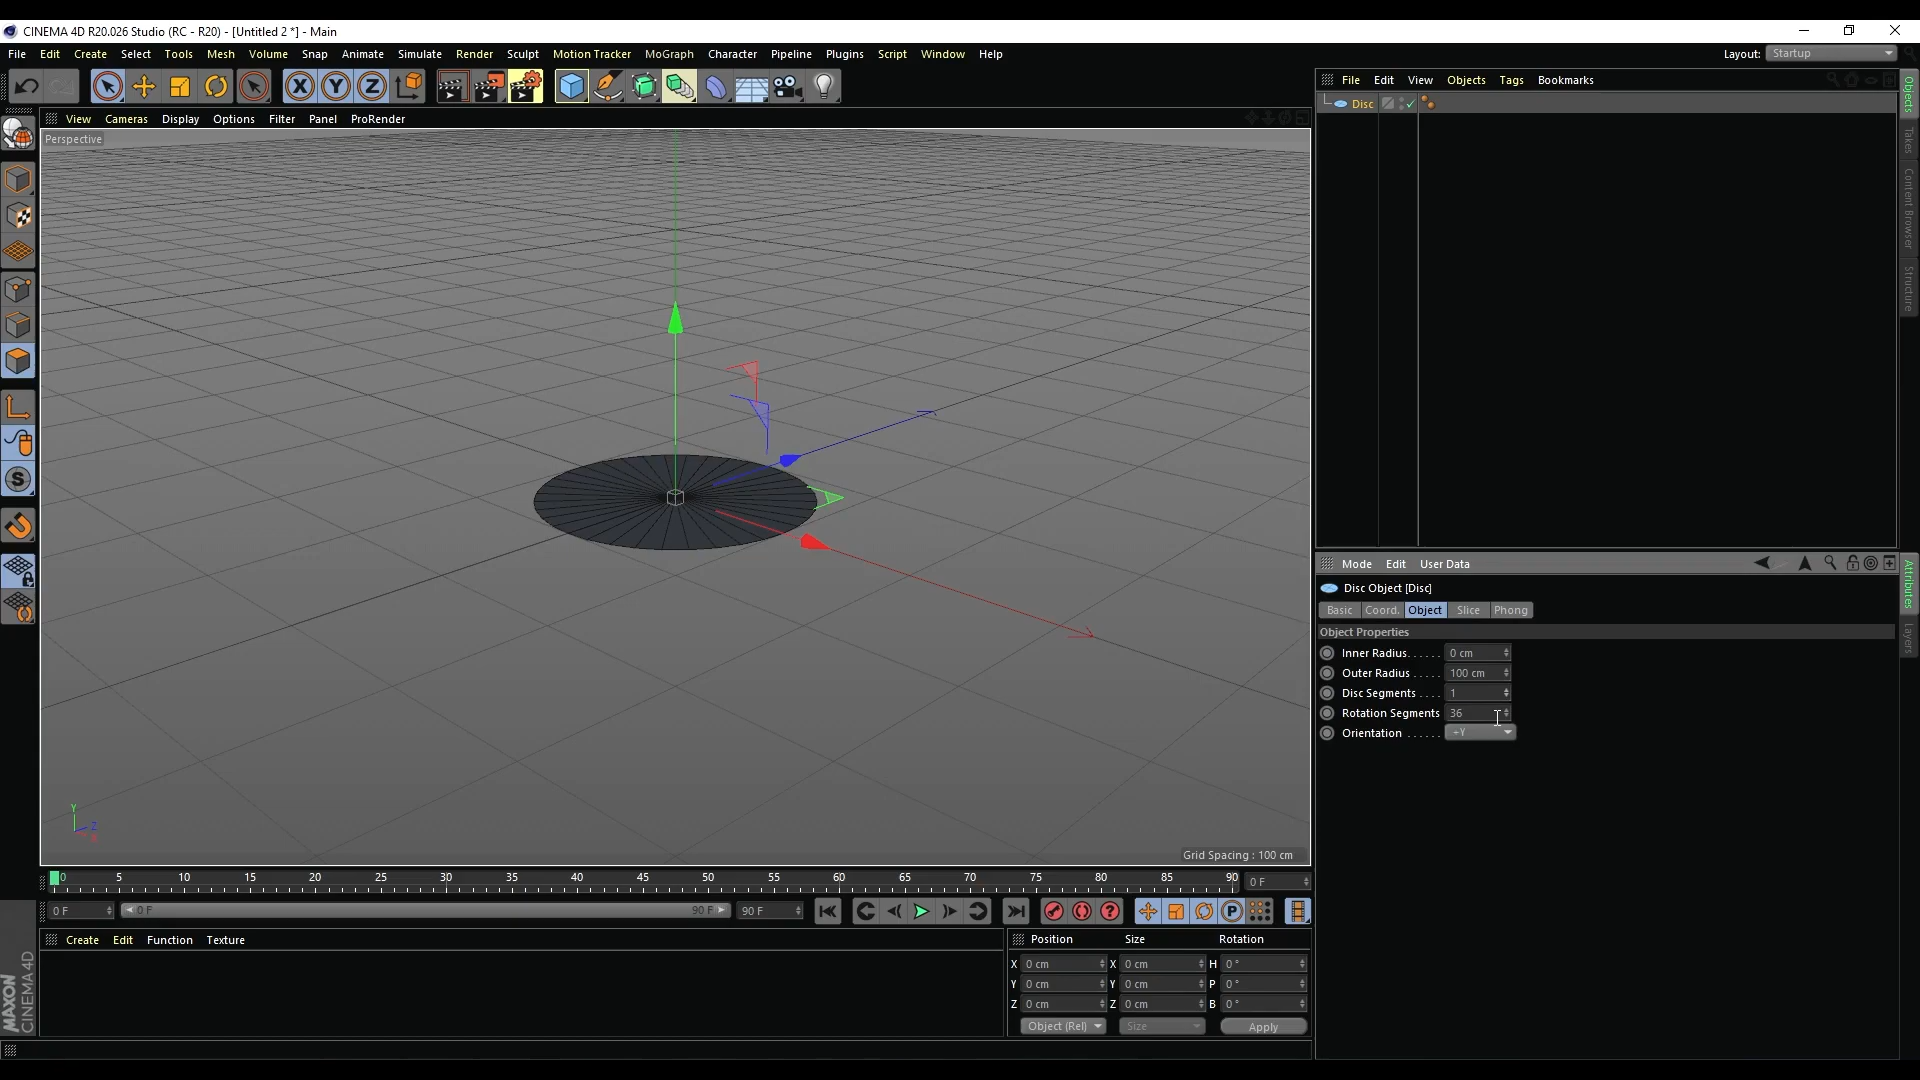 CINEMA 4D R20.026 Studio (RC - R20) - [Untitled 2 *] - Main
File Edit Create Select Tools Mesh Volume Snap Animate Simulate Render Sculpt Motion Tracker MoGraph Character Pipeline Plugins Script Window Help
Layout: Startup
File Edit View Objects Tags Bookmarks
Disc
View Cameras Display Options Filter Panel ProRender
Perspective
Y
Z
X
Grid Spacing : 100 cm
Objects
Takes
Content Browser
Structure
Mode Edit User Data
Disc Object [Disc]
Basic Coord. Object Slice Phong
Object Properties
Inner Radius. . . . . . 0 cm
Outer Radius . . . . . 100 cm
Disc Segments . . . . 1
Rotation Segments 36
Orientation . . . . . . +Y
Attributes
Layers
0 5 10 15 20 25 30 35 40 45 50 55 60 65 70 75 80 85 90 0 F
0 F 0 F 90 F 90 F
Create Edit Function Texture
Position Size Rotation
X 0 cm X 0 cm H 0 °
Y 0 cm Y 0 cm P 0 °
Z 0 cm Z 0 cm B 0 °
Object (Rel) Size Apply
MAXON
CINEMA 4D